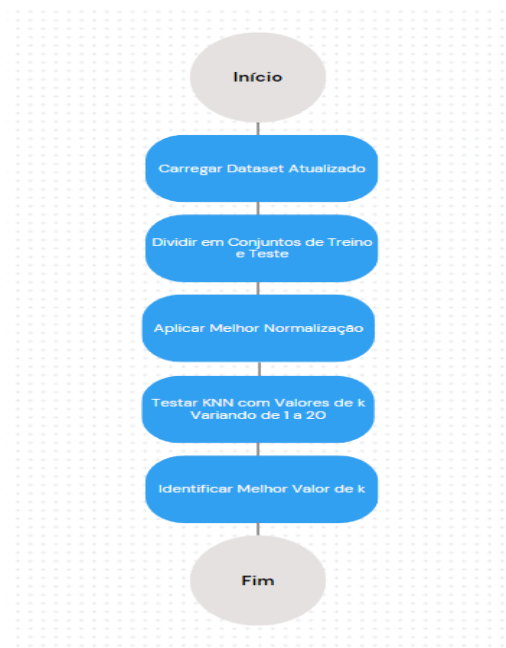 Início
Carregar Dataset Atualizado
Dividir em Conjuntos de Treino
e Teste
Aplicar Melhor Normalização
Testar KNN com Valores de k
Variando de 1 a 20
Identificar Melhor Valor de k
Fim